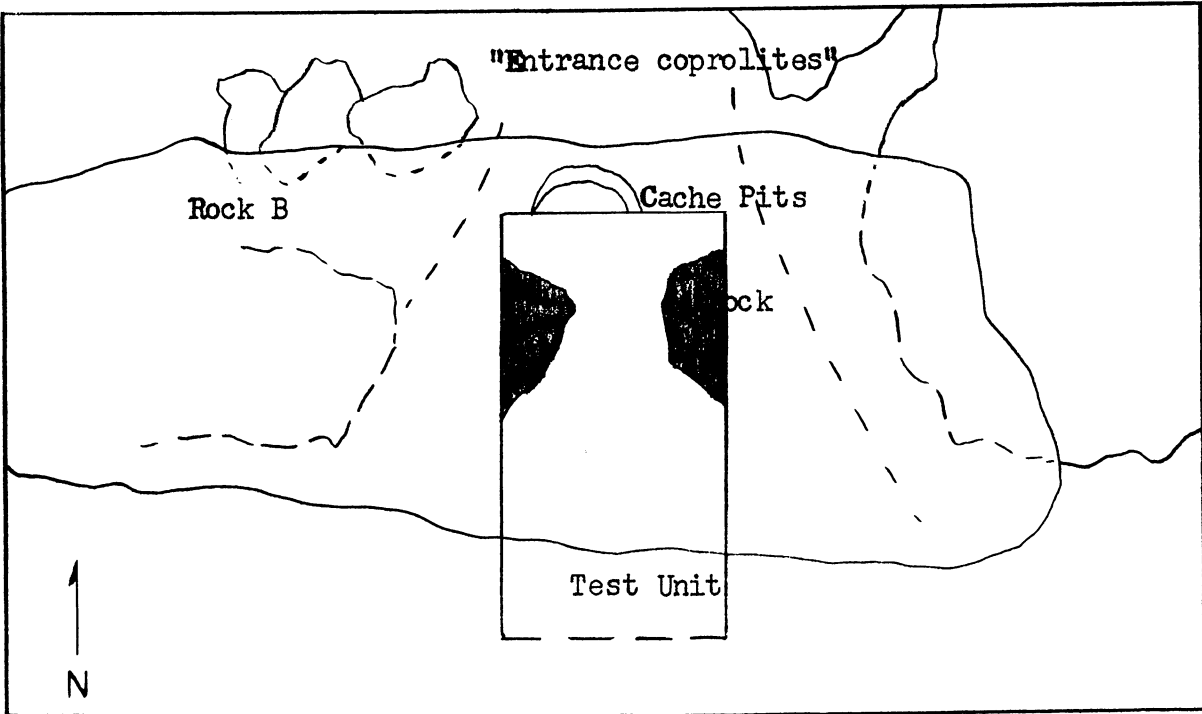 "Entrance coprolites"
Rock B
Cache Pits
ock
Test Unit
N